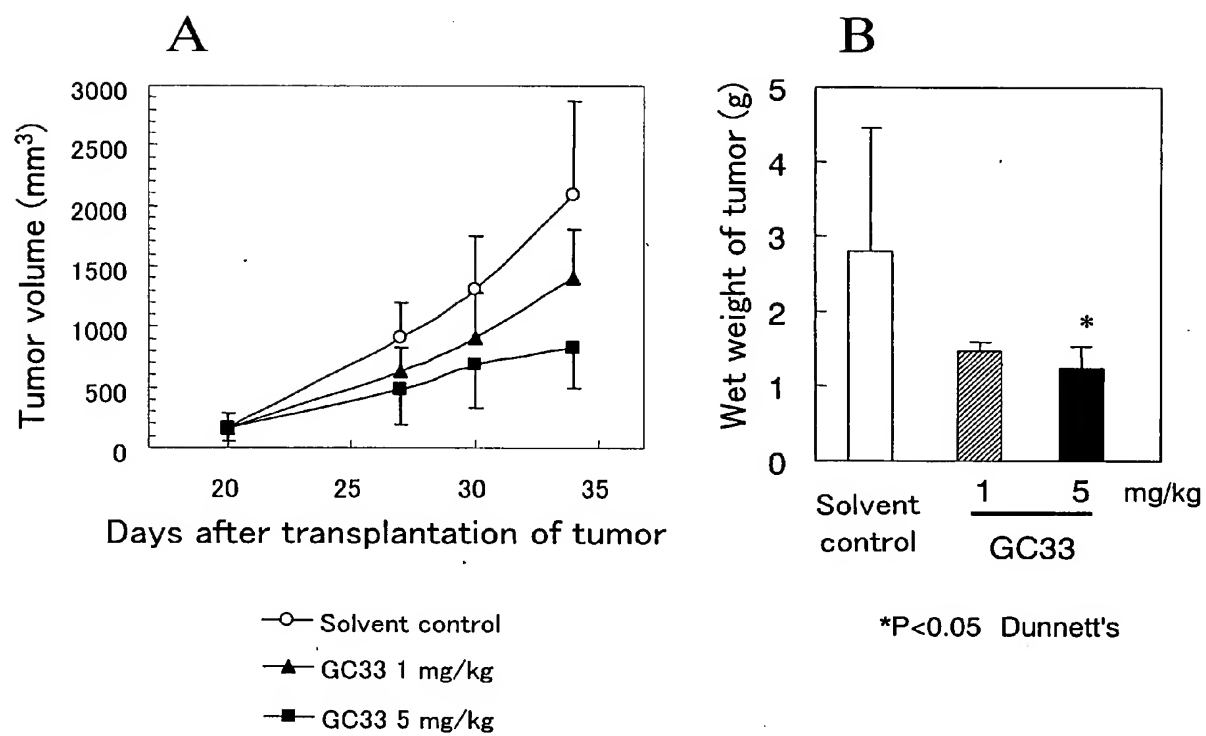 A
Tumor volume (mm³)
3000
2500
2000
1500
1000
500
0
20 25 30 35
Days after transplantation of tumor
Solvent control
GC33 1 mg/kg
GC33 5 mg/kg
B
Wet weight of tumor (g)
5
4
3
2
1
0
*
Solvent
control
1 5 mg/kg
GC33
*P<0.05 Dunnett's